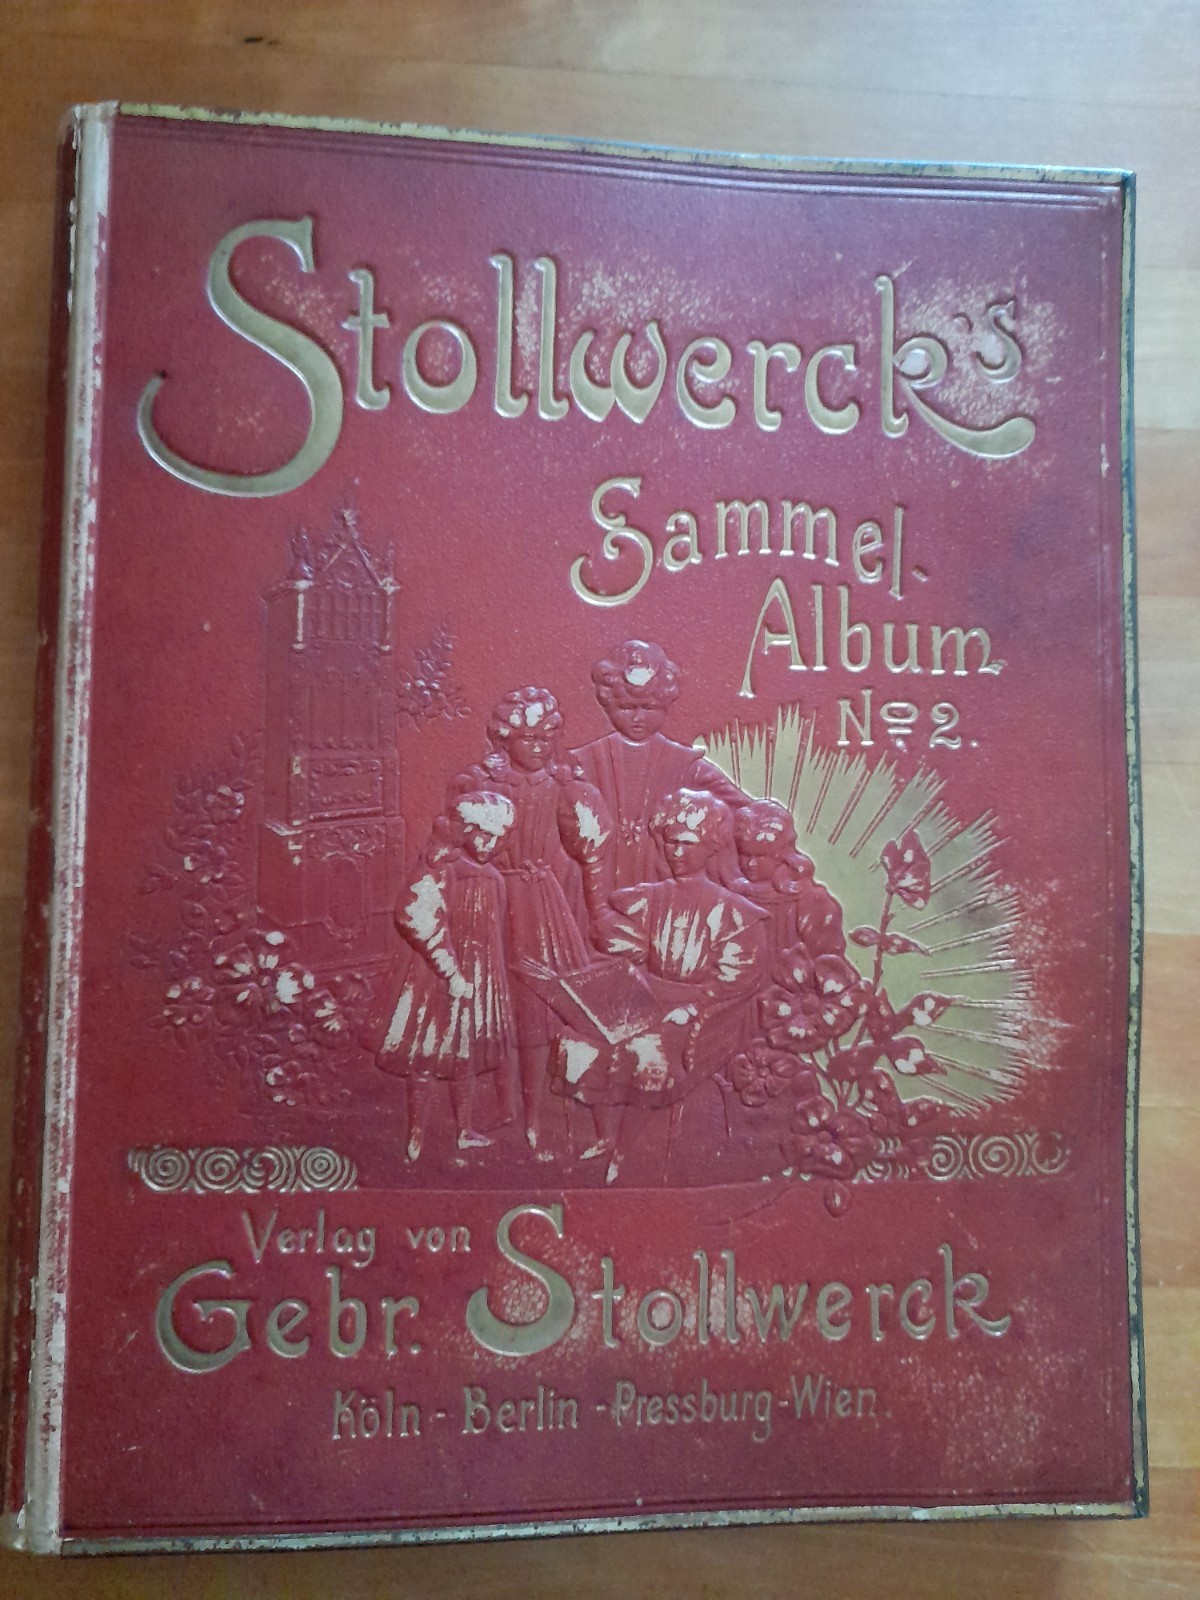 Stollwerck's
Sammel-
Album
No 2.
Verlag von
Gebr. Stollwerck
Köln - Berlin - Pressburg - Wien.